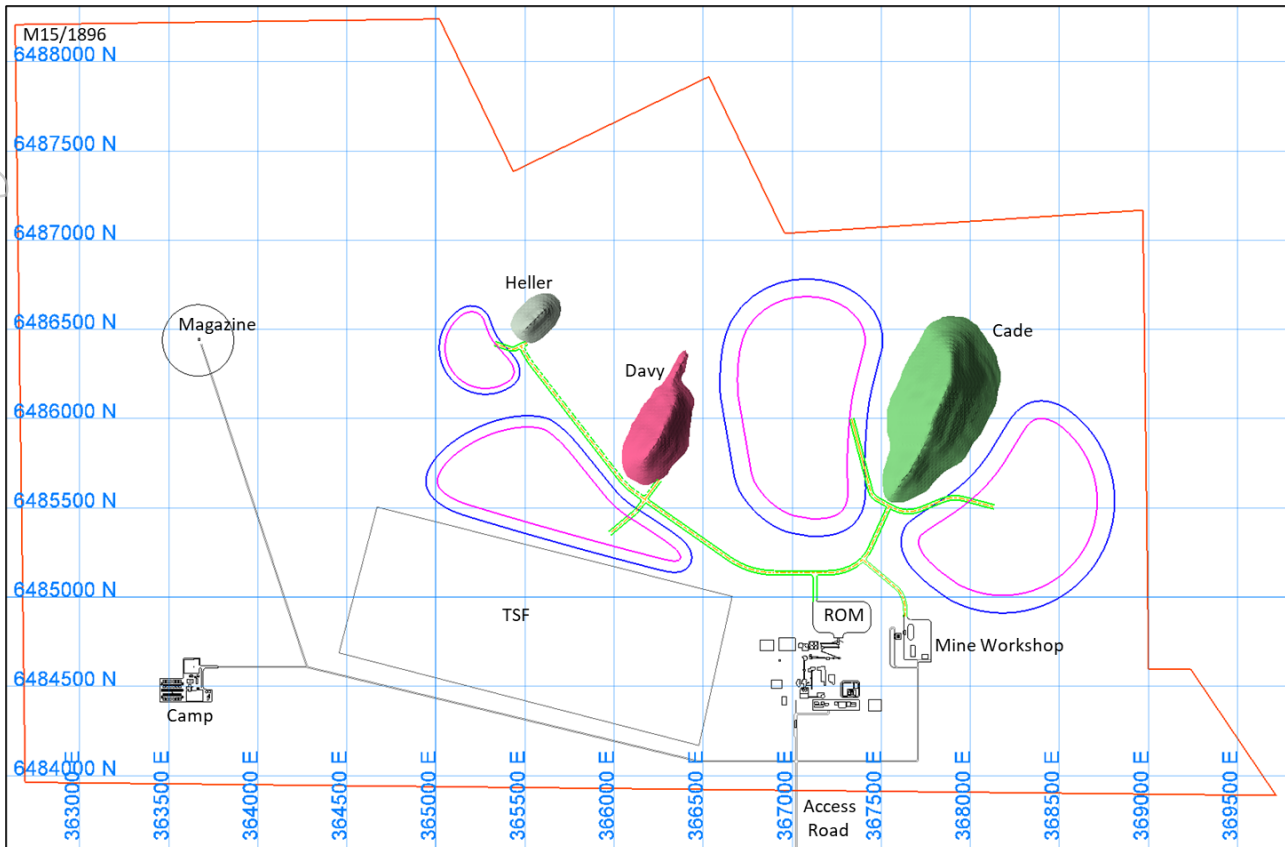 M15/1896
6488000 N
6487500 N
6487000 N
Heller
6486500 N
Magazine
Cade
Davy
6486000 N
6485500 N
6485000 N
TSF
ROM
Mine Workshop
6484500 N
Camp
6484000 N
363000 E
363500 E
364000 E
364500 E
365000 E
365500 E
366000 E
366500 E
367000 E
367500 E
368000 E
368500 E
369000 E
369500 E
Access
Road